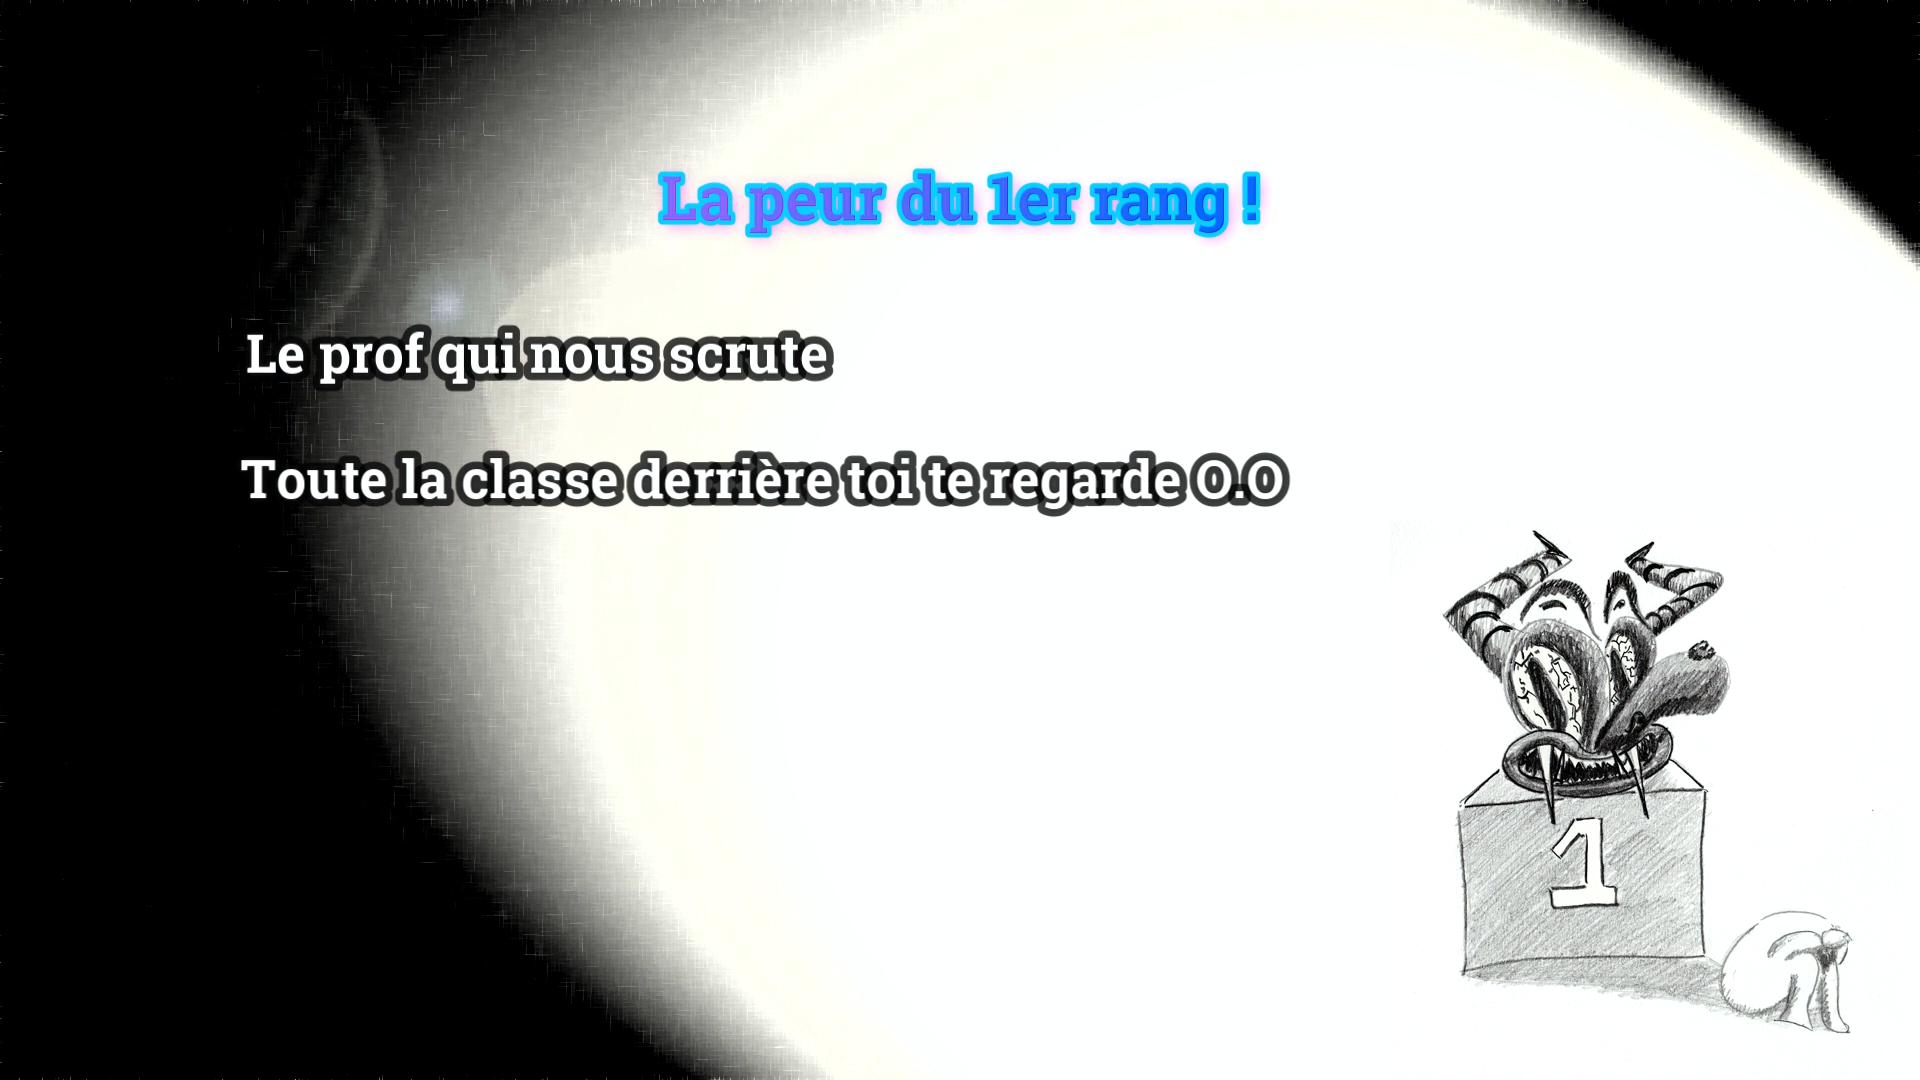 La peur du 1er rang !
Le prof qui nous scrute
Toute la classe derrière toi te regarde O.O
1